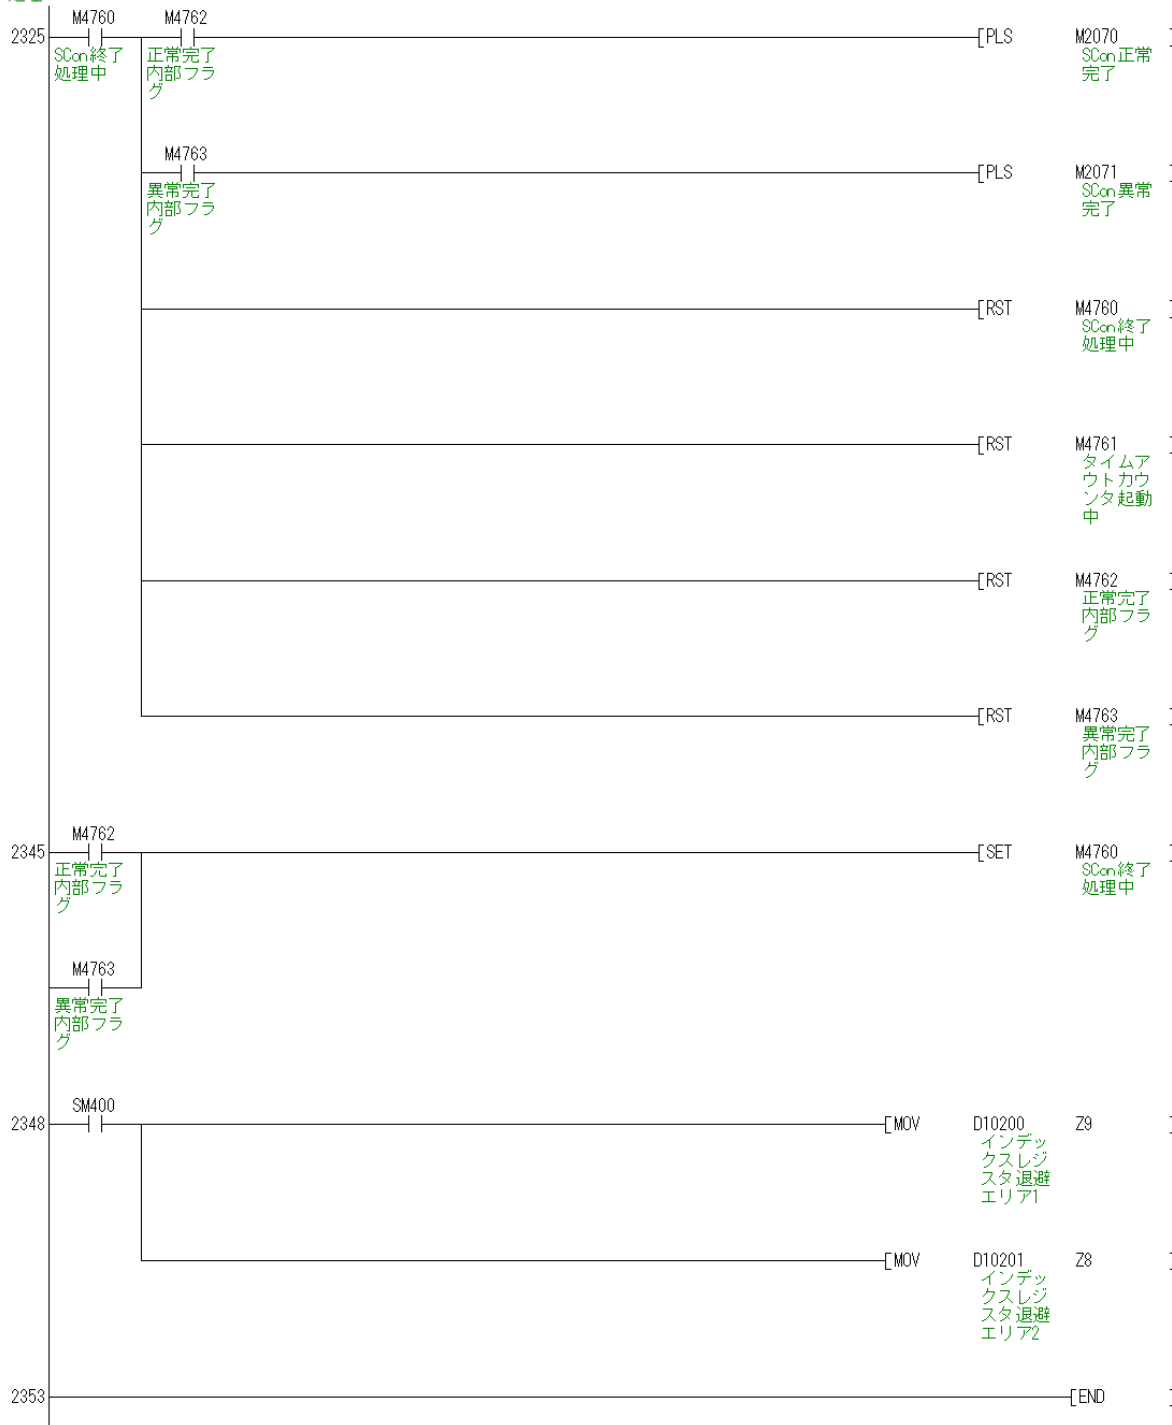 M4760 M4762
2325 [PLS M2070 ]
SCon終了 正常完了 SCon正常
処理中 内部フラ 完了
グ
M4763
[PLS M2071 ]
異常完了 SCon異常
内部フラ 完了
グ
[RST M4760 ]
SCon終了
処理中
[RST M4761 ]
タイムア
ウトカウ
ンタ起動
中
[RST M4762 ]
正常完了
内部フラ
グ
[RST M4763 ]
異常完了
内部フラ
グ
M4762
2345 [SET M4760 ]
正常完了 SCon終了
内部フラ 処理中
グ
M4763
異常完了
内部フラ
グ
SM400
2348 [MOV D10200 Z9 ]
インデッ
クスレジ
スタ退避
エリア1
[MOV D10201 Z8 ]
インデッ
クスレジ
スタ退避
エリア2
2353 [END ]